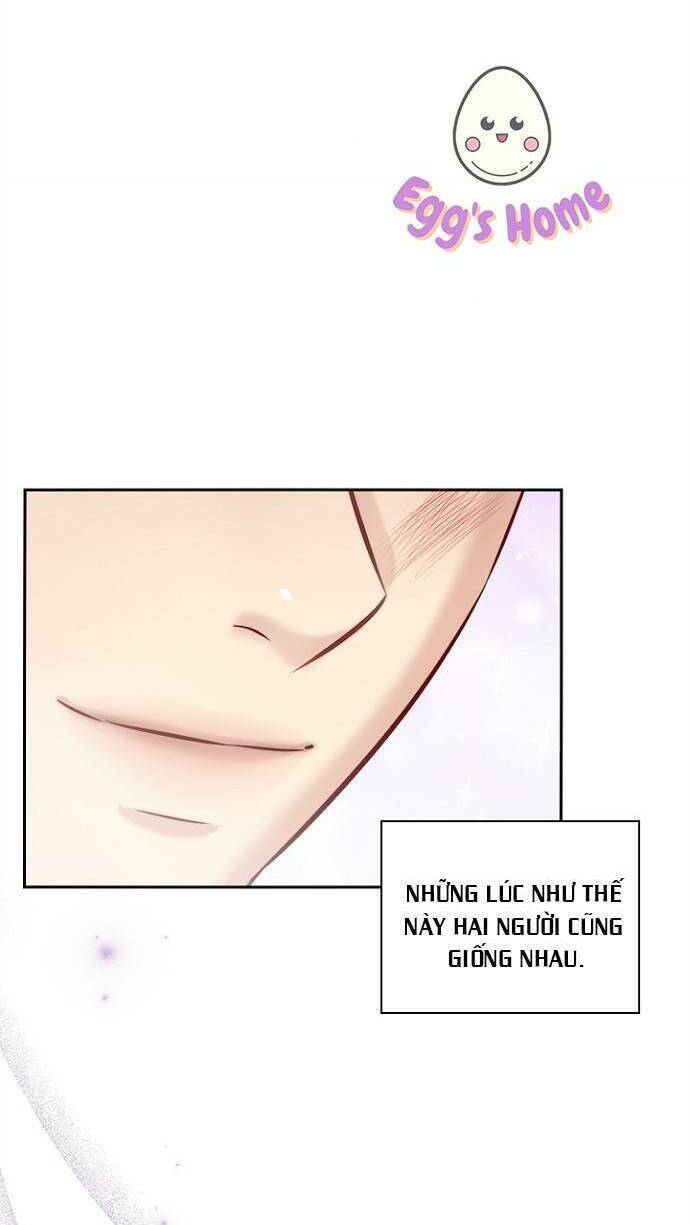 Egg's Home
NHỮNG LÚC NHƯ THẾ
NÀY HAI NGƯỜI CŨNG
GIỐNG NHAU.